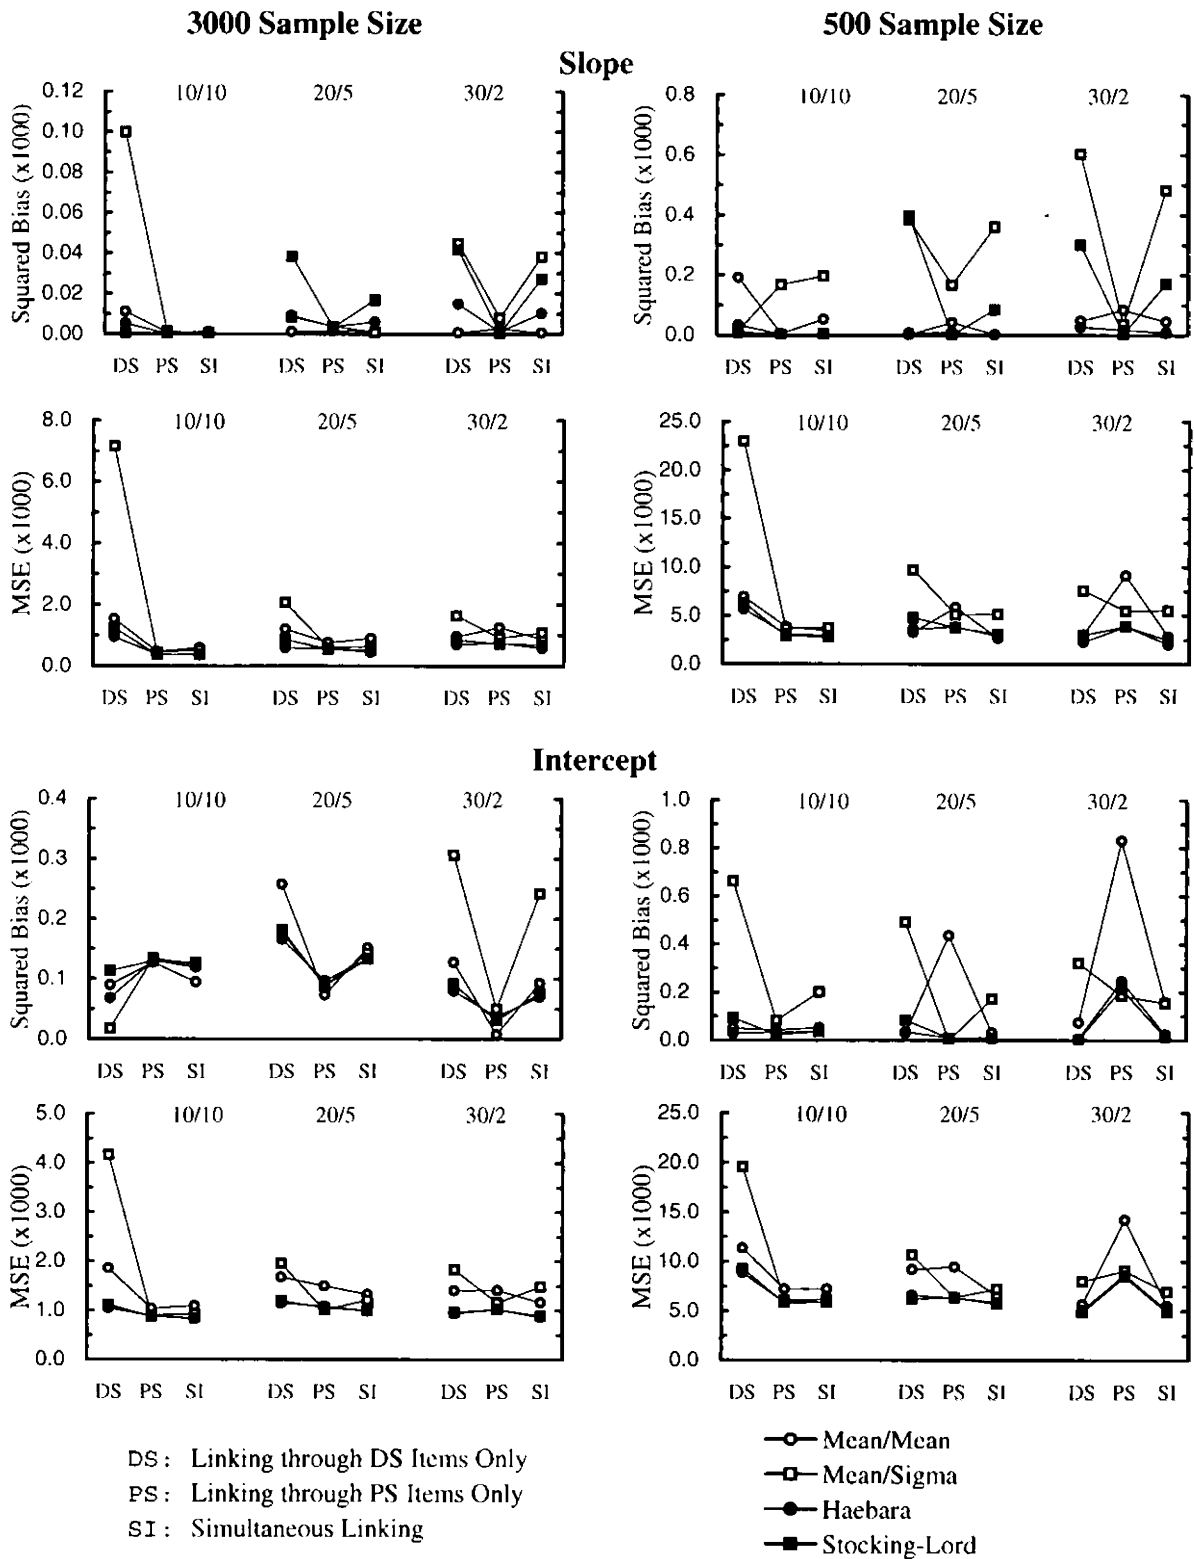 3000 Sample Size
500 Sample Size
Slope
Squared Bias (x1000)
0.12
0.10
0.08
0.06
0.04
0.02
0.00
10/10
20/5
30/2
DS PS SI
DS PS SI
DS PS SI
Squared Bias (x1000)
0.8
0.6
0.4
0.2
0.0
10/10
20/5
30/2
DS PS SI
DS PS SI
DS PS SI
MSE (x1000)
8.0
6.0
4.0
2.0
0.0
10/10
20/5
30/2
DS PS SI
DS PS SI
DS PS SI
MSE (x1000)
25.0
20.0
15.0
10.0
5.0
0.0
10/10
20/5
30/2
DS PS SI
DS PS SI
DS PS SI
Intercept
Squared Bias (x1000)
0.4
0.3
0.2
0.1
0.0
10/10
20/5
30/2
DS PS SI
DS PS SI
DS PS SI
Squared Bias (x1000)
1.0
0.8
0.6
0.4
0.2
0.0
10/10
20/5
30/2
DS PS SI
DS PS SI
DS PS SI
MSE (x1000)
5.0
4.0
3.0
2.0
1.0
0.0
10/10
20/5
30/2
DS PS SI
DS PS SI
DS PS SI
MSE (x1000)
25.0
20.0
15.0
10.0
5.0
0.0
10/10
20/5
30/2
DS PS SI
DS PS SI
DS PS SI
DS: Linking through DS Items Only
PS: Linking through PS Items Only
SI: Simultaneous Linking
Mean/Mean
Mean/Sigma
Haebara
Stocking-Lord